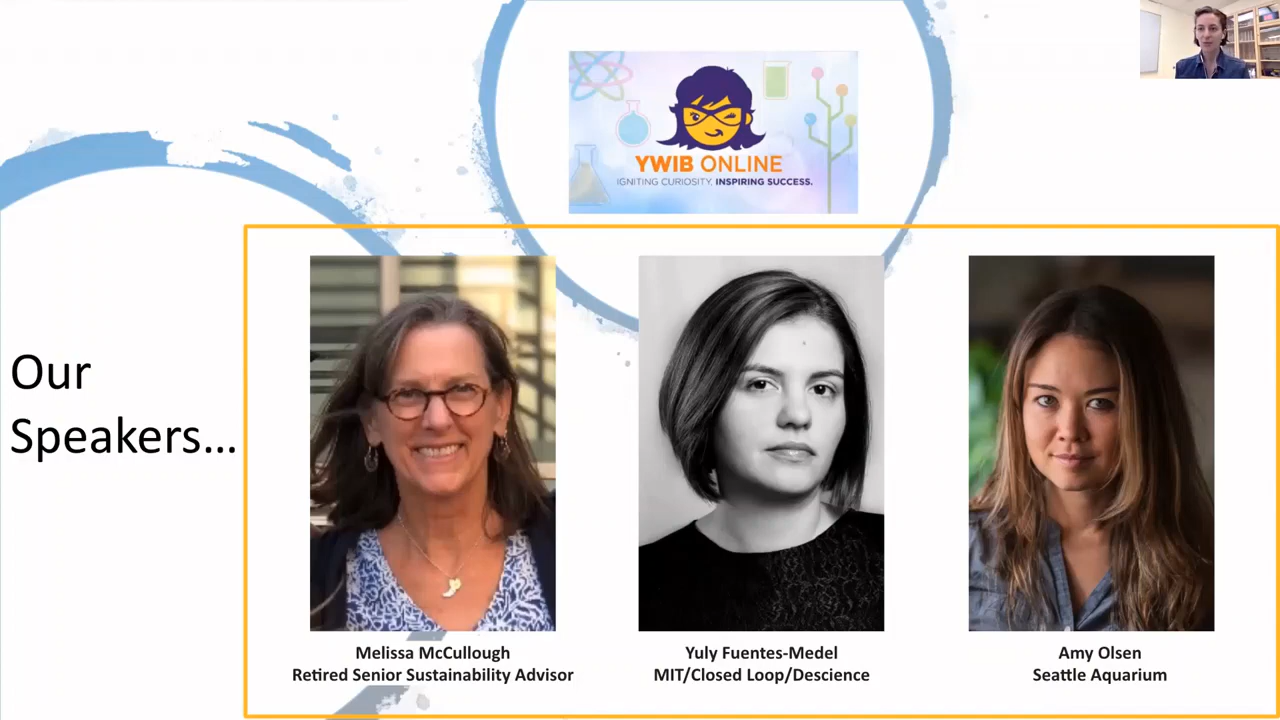 YWIB ONLINE
IGNITING CURIOSITY, INSPIRING SUCCESS.
Our
Speakers...
Melissa McCullough
Retired Senior Sustainability Advisor
Yuly Fuentes-Medel
MIT/Closed Loop/Descience
Amy Olsen
Seattle Aquarium